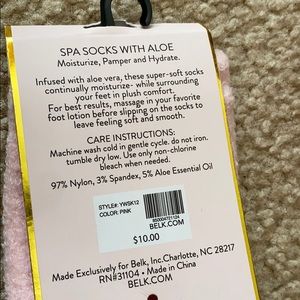 SPA SOCKS WITH ALOE
Moisturize, Pamper and Hydrate.
Infused with aloe vera, these super-soft socks
continually moisturize- while surrounding
your feet in plush comfort.
For best results, massage in your favorite
foot lotion before slipping on the socks to
leave feeling soft and smooth.
CARE INSTRUCTIONS:
Machine wash cold in gentle cycle. do not iron.
tumble dry low. Use only non-chlorine
bleach when needed.
97% Nylon, 3% Spandex, 5% Aloe Essential Oil
STYLE#: YWSK12
COLOR: PINK
850004721124
BELK.COM
$10.00
Made Exclusively for Belk, Inc.Charlotte, NC 28217
RN#31104 • Made in China
BELK.COM